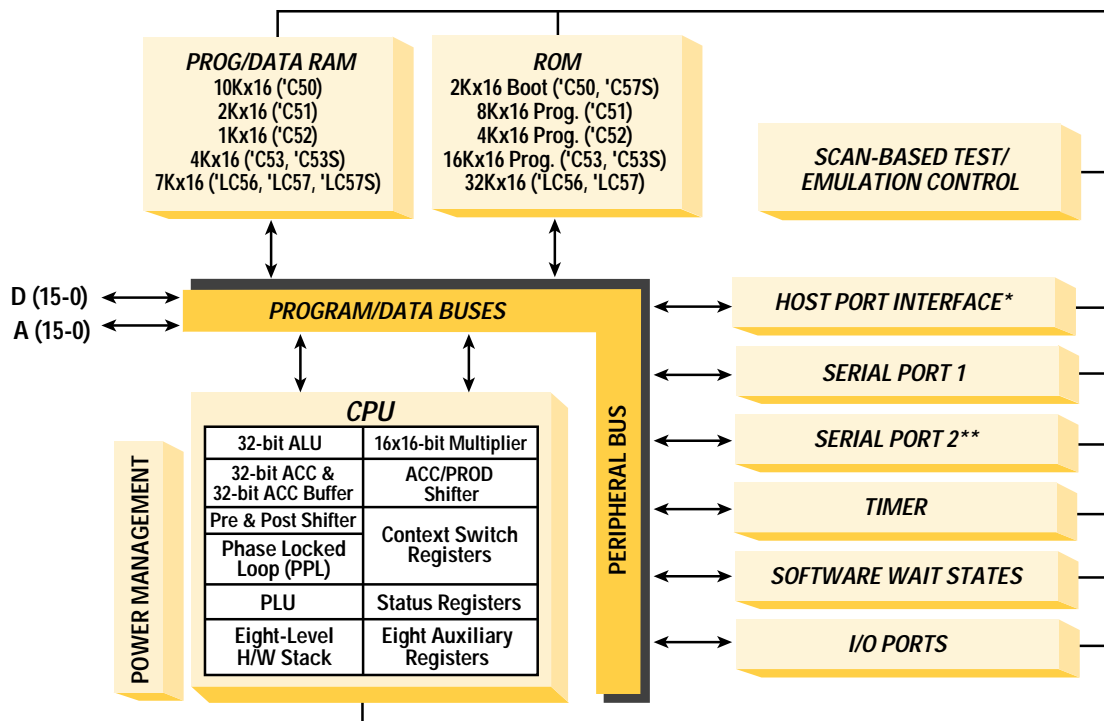 PROG/DATA RAM
10Kx16 ('C50)
2Kx16 ('C51)
1Kx16 ('C52)
4Kx16 ('C53, 'C53S)
7Kx16 ('LC56, 'LC57, 'LC57S)
ROM
2Kx16 Boot ('C50, 'C57S)
8Kx16 Prog. ('C51)
4Kx16 Prog. ('C52)
16Kx16 Prog. ('C53, 'C53S)
32Kx16 ('LC56, 'LC57)
SCAN-BASED TEST/
EMULATION CONTROL
D (15-0)
A (15-0)
PROGRAM/DATA BUSES
PERIPHERAL BUS
HOST PORT INTERFACE*
SERIAL PORT 1
SERIAL PORT 2**
TIMER
SOFTWARE WAIT STATES
I/O PORTS
POWER MANAGEMENT
CPU
32-bit ALU
16x16-bit Multiplier
32-bit ACC &
32-bit ACC Buffer
ACC/PROD
Shifter
Pre & Post Shifter
Phase Locked
Loop (PPL)
Context Switch
Registers
PLU
Status Registers
Eight-Level
H/W Stack
Eight Auxiliary
Registers